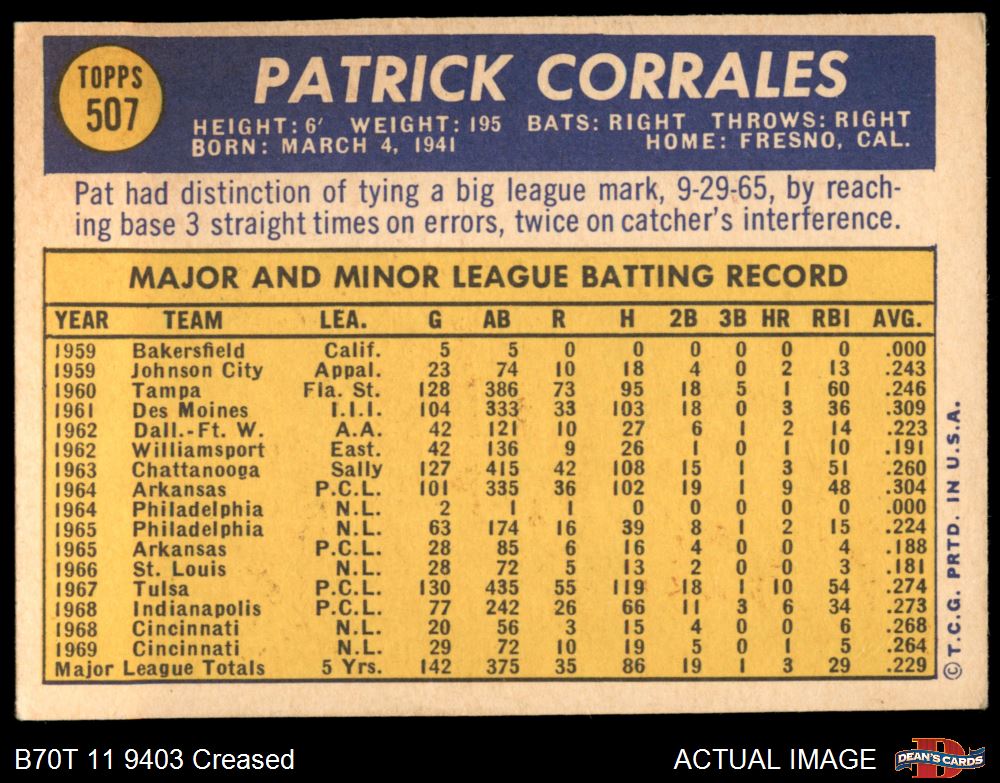 TOPPS
507
PATRICK CORRALES
HEIGHT: 6' WEIGHT: 195 BATS: RIGHT THROWS: RIGHT
BORN: MARCH 4, 1941 HOME: FRESNO, CAL.
Pat had distinction of tying a big league mark, 9-29-65, by reach-
ing base 3 straight times on errors, twice on catcher's interference.
MAJOR AND MINOR LEAGUE BATTING RECORD
YEAR TEAM LEA. G AB R H 2B 3B HR RBI AVG.
1959 Bakersfield Calif. 5 5 0 0 0 0 0 0 .000
1959 Johnson City Appal. 23 74 10 18 4 0 2 13 .243
1960 Tampa Fla. St. 128 386 73 95 18 5 1 60 .246
1961 Des Moines I.I.I. 104 333 33 103 18 0 3 36 .309
1962 Dall.-Ft. W. A.A. 42 121 10 27 6 1 2 14 .223
1962 Williamsport East. 42 136 9 26 1 0 1 10 .191
1963 Chattanooga Sally 127 415 42 108 15 1 3 51 .260
1964 Arkansas P.C.L. 101 335 36 102 19 1 9 48 .304
1964 Philadelphia N.L. 2 1 1 0 0 0 0 0 .000
1965 Philadelphia N.L. 63 174 16 39 8 1 2 15 .224
1965 Arkansas P.C.L. 28 85 6 16 4 0 0 4 .188
1966 St. Louis N.L. 28 72 5 13 2 0 0 3 .181
1967 Tulsa P.C.L. 130 435 55 119 18 1 10 54 .274
1968 Indianapolis P.C.L. 77 242 26 66 11 3 6 34 .273
1968 Cincinnati N.L. 20 56 3 15 4 0 0 6 .268
1969 Cincinnati N.L. 29 72 10 19 5 0 1 5 .264
Major League Totals 5 Yrs. 142 375 35 86 19 1 3 29 .229
© T.C.G. PRTD. IN U.S.A.
B70T 11 9403 Creased
ACTUAL IMAGE
DEAN'S CARDS